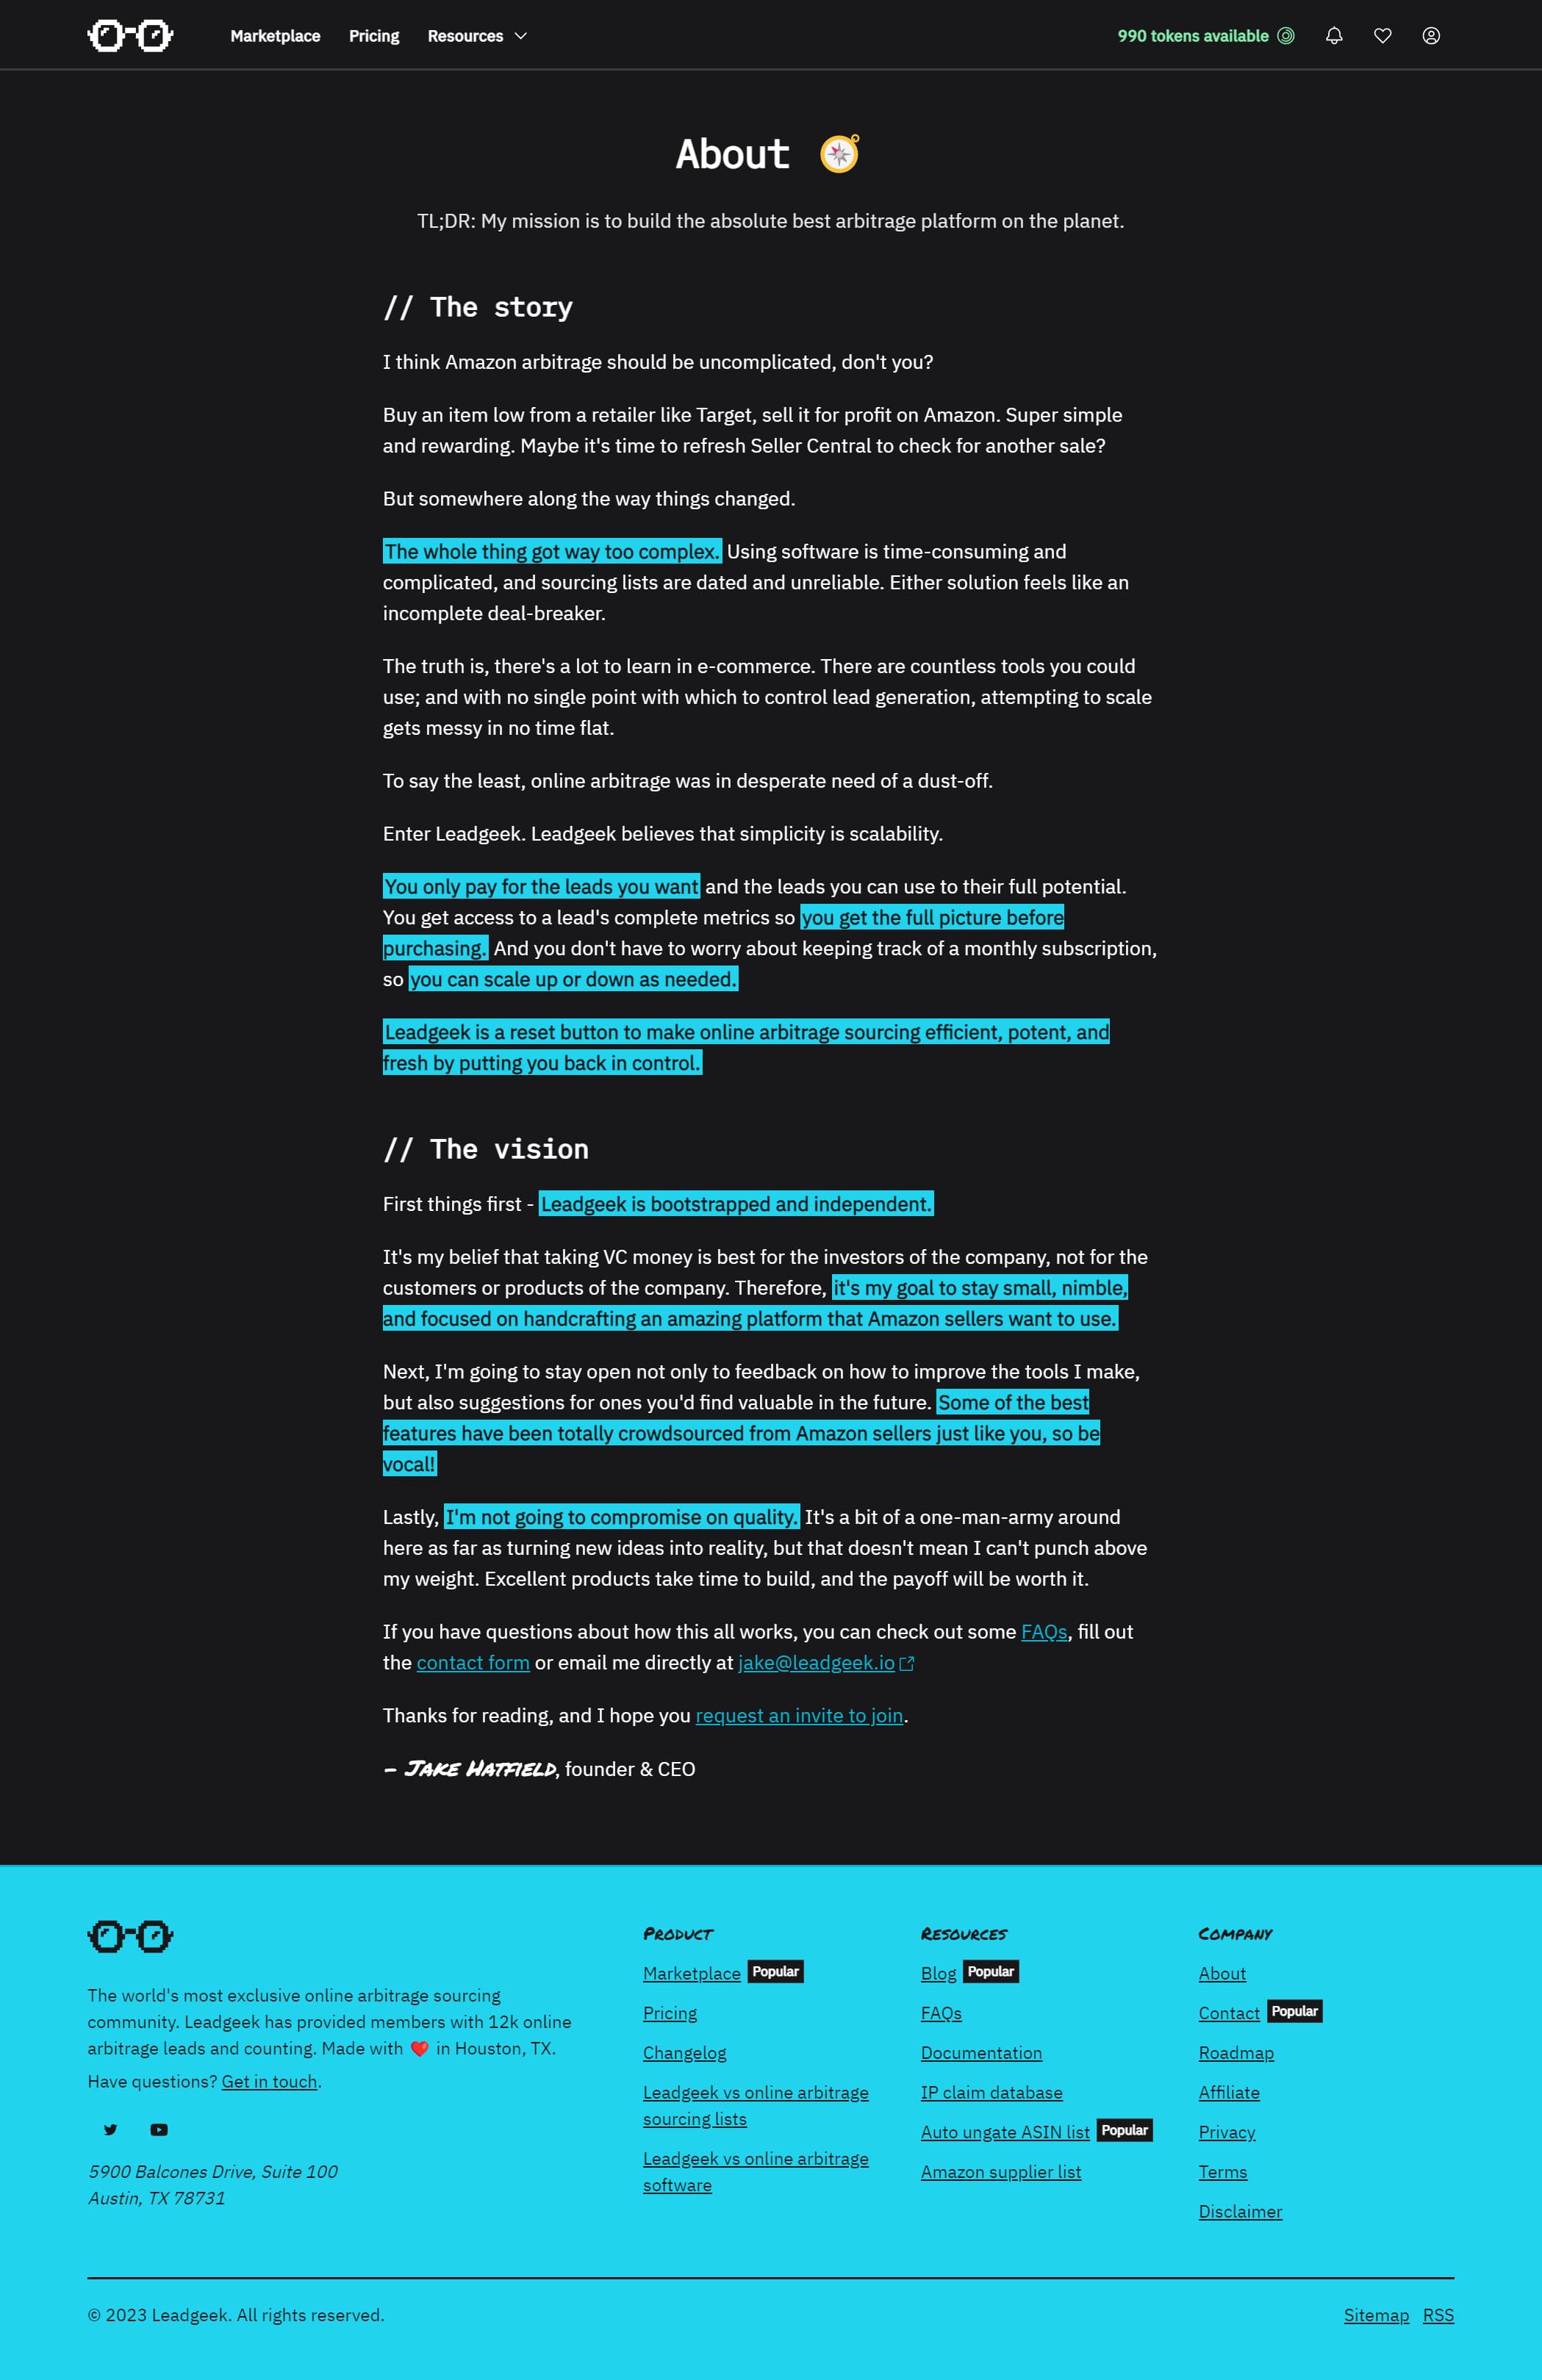 Marketplace Pricing Resources 990 tokens available
About
TL;DR: My mission is to build the absolute best arbitrage platform on the planet.
// The story
I think Amazon arbitrage should be uncomplicated, don't you?
Buy an item low from a retailer like Target, sell it for profit on Amazon. Super simple
and rewarding. Maybe it's time to refresh Seller Central to check for another sale?
But somewhere along the way things changed.
The whole thing got way too complex. Using software is time-consuming and
complicated, and sourcing lists are dated and unreliable. Either solution feels like an
incomplete deal-breaker.
The truth is, there's a lot to learn in e-commerce. There are countless tools you could
use; and with no single point with which to control lead generation, attempting to scale
gets messy in no time flat.
To say the least, online arbitrage was in desperate need of a dust-off.
Enter Leadgeek. Leadgeek believes that simplicity is scalability.
You only pay for the leads you want and the leads you can use to their full potential.
You get access to a lead's complete metrics so you get the full picture before
purchasing. And you don't have to worry about keeping track of a monthly subscription,
so you can scale up or down as needed.
Leadgeek is a reset button to make online arbitrage sourcing efficient, potent, and
fresh by putting you back in control.
// The vision
First things first - Leadgeek is bootstrapped and independent.
It's my belief that taking VC money is best for the investors of the company, not for the
customers or products of the company. Therefore, it's my goal to stay small, nimble,
and focused on handcrafting an amazing platform that Amazon sellers want to use.
Next, I'm going to stay open not only to feedback on how to improve the tools I make,
but also suggestions for ones you'd find valuable in the future. Some of the best
features have been totally crowdsourced from Amazon sellers just like you, so be
vocal!
Lastly, I'm not going to compromise on quality. It's a bit of a one-man-army around
here as far as turning new ideas into reality, but that doesn't mean I can't punch above
my weight. Excellent products take time to build, and the payoff will be worth it.
If you have questions about how this all works, you can check out some FAQs, fill out
the contact form or email me directly at jake@leadgeek.io
Thanks for reading, and I hope you request an invite to join.
– Jake Hatfield, founder & CEO
The world's most exclusive online arbitrage sourcing
community. Leadgeek has provided members with 12k online
arbitrage leads and counting. Made with ❤️ in Houston, TX.
Have questions? Get in touch.
5900 Balcones Drive, Suite 100
Austin, TX 78731
Product
Marketplace Popular
Pricing
Changelog
Leadgeek vs online arbitrage
sourcing lists
Leadgeek vs online arbitrage
software
Resources
Blog Popular
FAQs
Documentation
IP claim database
Auto ungate ASIN list Popular
Amazon supplier list
Company
About
Contact Popular
Roadmap
Affiliate
Privacy
Terms
Disclaimer
© 2023 Leadgeek. All rights reserved.
Sitemap RSS